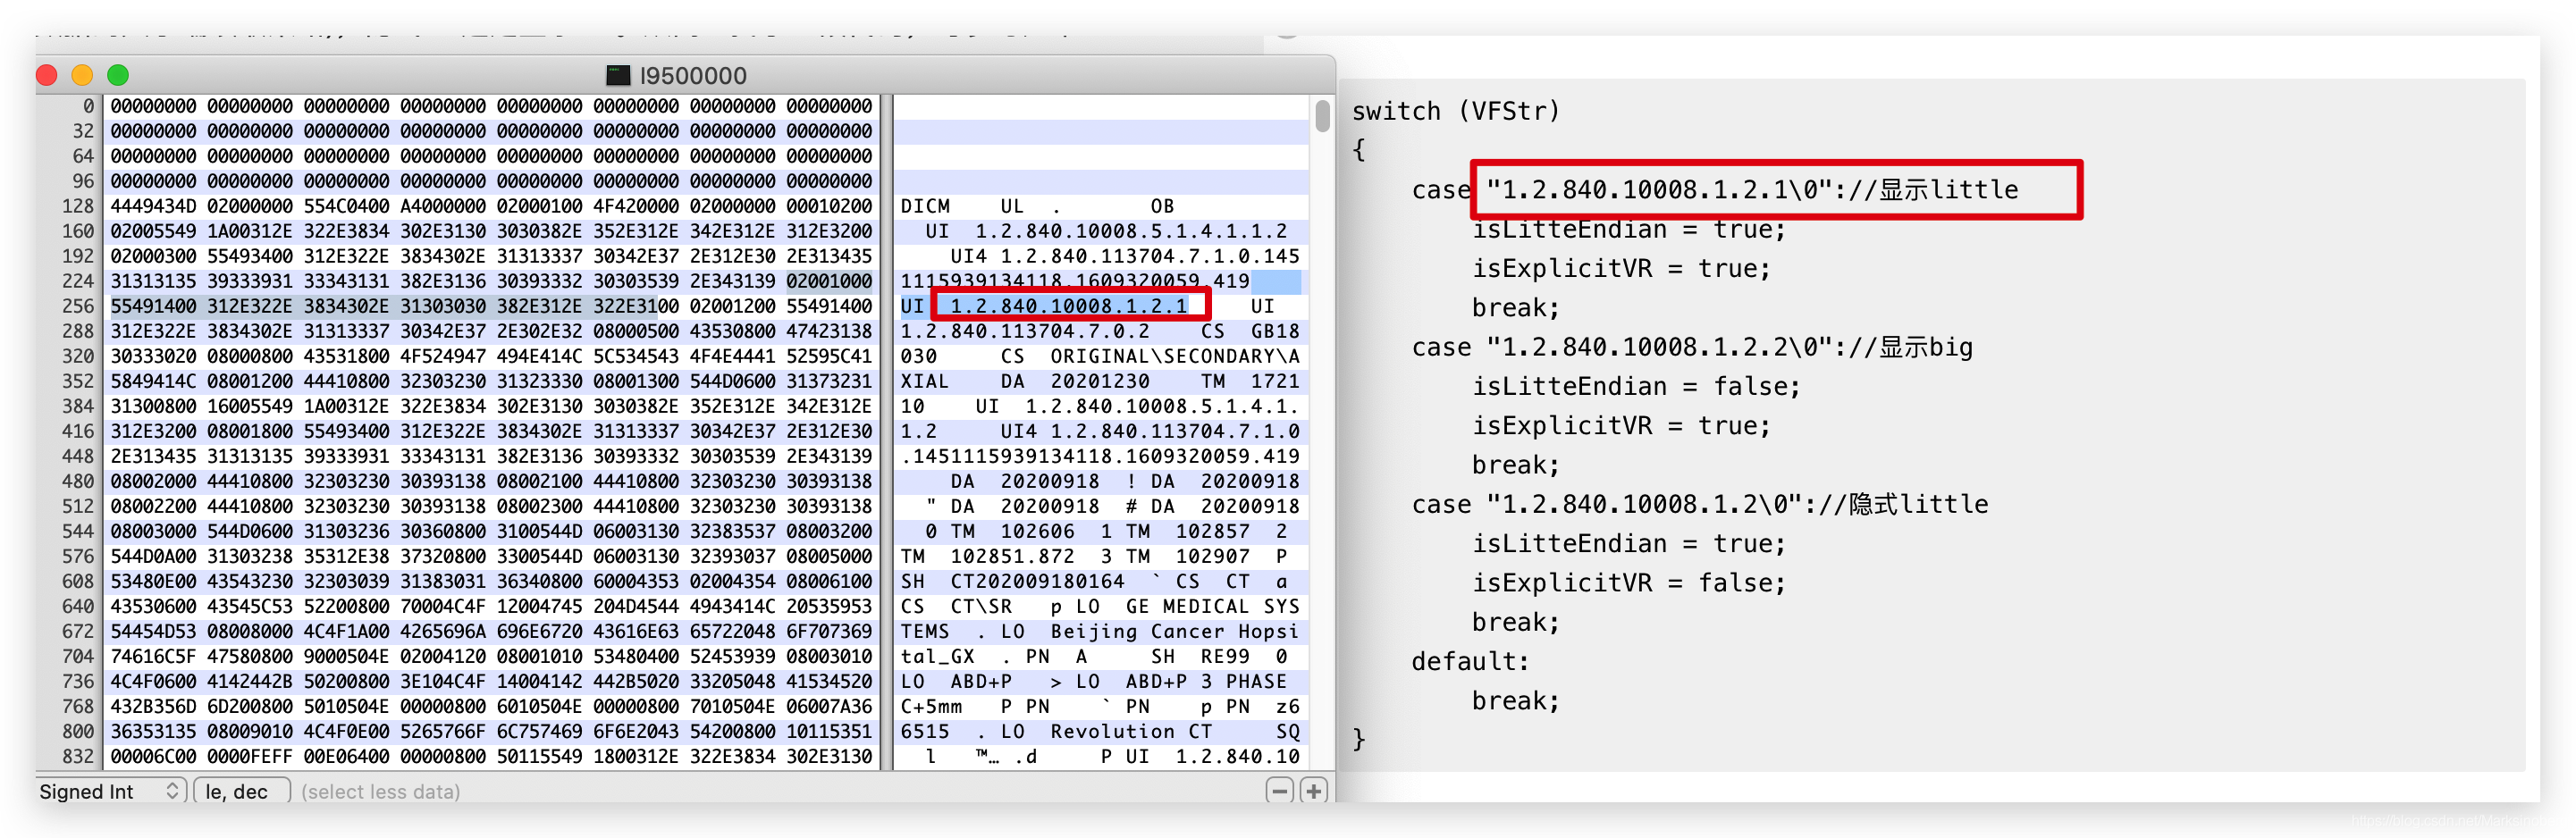 I9500000
0 00000000 00000000 00000000 00000000 00000000 00000000 00000000 00000000
32 00000000 00000000 00000000 00000000 00000000 00000000 00000000 00000000
64 00000000 00000000 00000000 00000000 00000000 00000000 00000000 00000000
96 00000000 00000000 00000000 00000000 00000000 00000000 00000000 00000000
128 4449434D 02000000 554C0400 A4000000 02000100 4F420000 02000000 00010200 DICM UL . OB
160 02005549 1A00312E 322E3834 302E3130 3030382E 352E312E 342E312E 312E3200 UI 1.2.840.10008.5.1.4.1.1.2
192 02000300 55493400 312E322E 3834302E 31313337 30342E37 2E312E30 2E313435 UI4 1.2.840.113704.7.1.0.145
224 31313135 39333931 33343131 382E3136 30393332 30303539 2E343139 02001000 1115939134118.1609320059.419
256 55491400 312E322E 3834302E 31303030 382E312E 322E3100 02001200 55491400 UI 1.2.840.10008.1.2.1 UI
288 312E322E 3834302E 31313337 30342E37 2E302E32 08000500 43530800 47423138 1.2.840.113704.7.0.2 CS GB18
320 30333020 08000800 43531800 4F524947 494E414C 5C534543 4F4E4441 52595C41 030 CS ORIGINAL\SECONDARY\A
352 5849414C 08001200 44410800 32303230 31323330 08001300 544D0600 31373231 XIAL DA 20201230 TM 1721
384 31300800 16005549 1A00312E 322E3834 302E3130 3030382E 352E312E 342E312E 10 UI 1.2.840.10008.5.1.4.1.
416 312E3200 08001800 55493400 312E322E 3834302E 31313337 30342E37 2E312E30 1.2 UI4 1.2.840.113704.7.1.0
448 2E313435 31313135 39333931 33343131 382E3136 30393332 30303539 2E343139 .1451115939134118.1609320059.419
480 08002000 44410800 32303230 30393138 08002100 44410800 32303230 30393138 DA 20200918 ! DA 20200918
512 08002200 44410800 32303230 30393138 08002300 44410800 32303230 30393138 " DA 20200918 # DA 20200918
544 08003000 544D0600 31303236 30360800 3100544D 06003130 32383537 08003200 0 TM 102606 1 TM 102857 2
576 544D0A00 31303238 35312E38 37320800 3300544D 06003130 32393037 08005000 TM 102851.872 3 TM 102907 P
608 53480E00 43543230 32303039 31383031 36340800 60004353 02004354 08006100 SH CT202009180164 ` CS CT a
640 43530600 43545C53 52200800 70004C4F 12004745 204D4544 4943414C 20535953 CS CT\SR p LO GE MEDICAL SYS
672 54454D53 08008000 4C4F1A00 4265696A 696E6720 43616E63 65722048 6F707369 TEMS . LO Beijing Cancer Hopsi
704 74616C5F 47580800 9000504E 02004120 08001010 53480400 52453939 08003010 tal_GX . PN A SH RE99 0
736 4C4F0600 4142442B 50200800 3E104C4F 14004142 442B5020 33205048 41534520 LO ABD+P > LO ABD+P 3 PHASE
768 432B356D 6D200800 5010504E 00000800 6010504E 00000800 7010504E 06007A36 C+5mm P PN ` PN p PN z6
800 36353135 08009010 4C4F0E00 5265766F 6C757469 6F6E2043 54200800 10115351 6515 . LO Revolution CT SQ
832 00006C00 0000FEFF 00E06400 00000800 50115549 1800312E 322E3834 302E3130 l ™… .d P UI 1.2.840.10
Signed Int le, dec (select less data)
switch (VFStr)
{
case "1.2.840.10008.1.2.1\0"://显示little
isLitteEndian = true;
isExplicitVR = true;
break;
case "1.2.840.10008.1.2.2\0"://显示big
isLitteEndian = false;
isExplicitVR = true;
break;
case "1.2.840.10008.1.2\0"://隐式little
isLitteEndian = true;
isExplicitVR = false;
break;
default:
break;
}